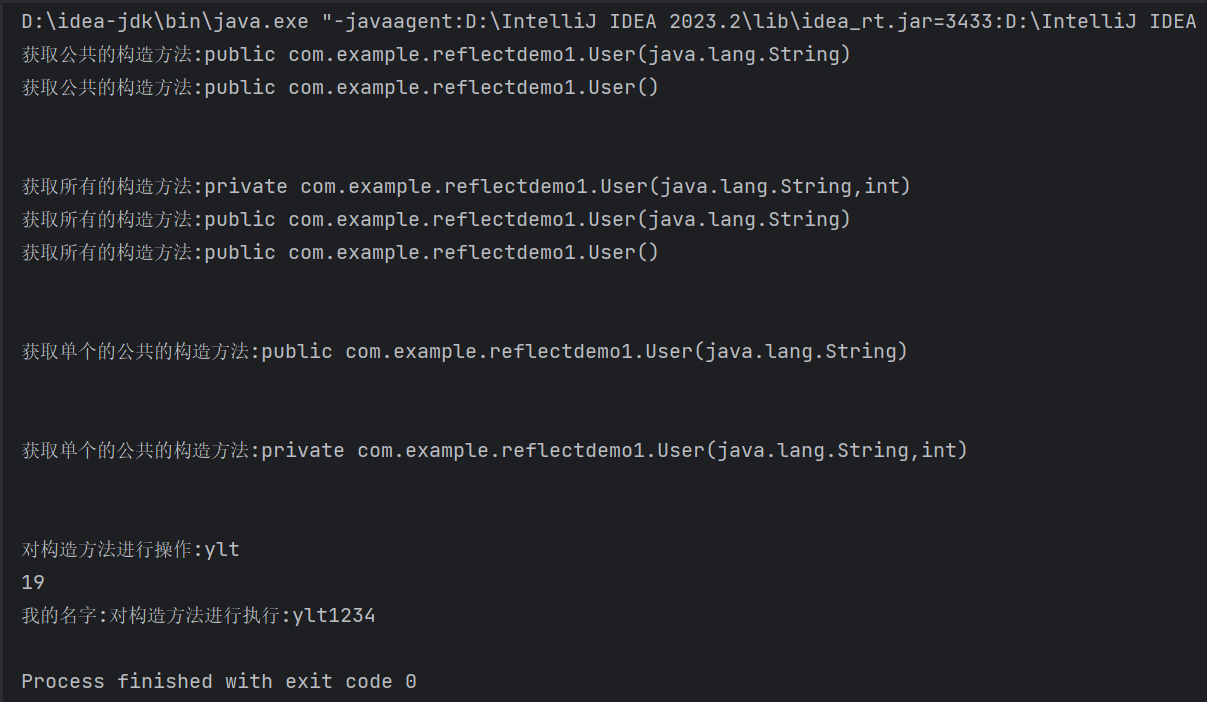 D:\idea-jdk\bin\java.exe "-javaagent:D:\IntelliJ IDEA 2023.2\lib\idea_rt.jar=3433:D:\IntelliJ IDEA
获取公共的构造方法:public com.example.reflectdemo1.User(java.lang.String)
获取公共的构造方法:public com.example.reflectdemo1.User()
获取所有的构造方法:private com.example.reflectdemo1.User(java.lang.String,int)
获取所有的构造方法:public com.example.reflectdemo1.User(java.lang.String)
获取所有的构造方法:public com.example.reflectdemo1.User()
获取单个的公共的构造方法:public com.example.reflectdemo1.User(java.lang.String)
获取单个的公共的构造方法:private com.example.reflectdemo1.User(java.lang.String,int)
对构造方法进行操作:ylt
19
我的名字:对构造方法进行执行:ylt1234
Process finished with exit code 0